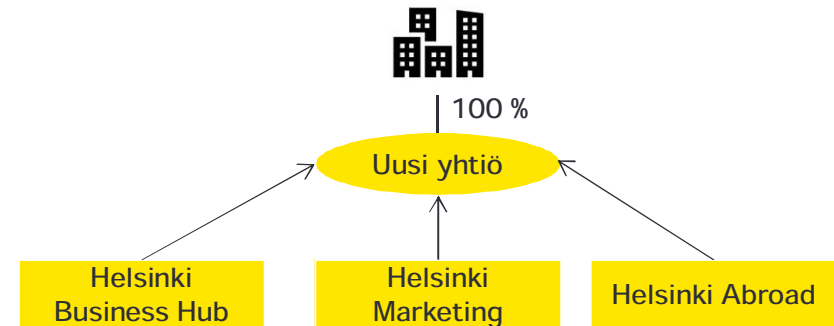 100 %
Uusi yhtiö
Helsinki
Business Hub
Helsinki
Marketing
Helsinki Abroad